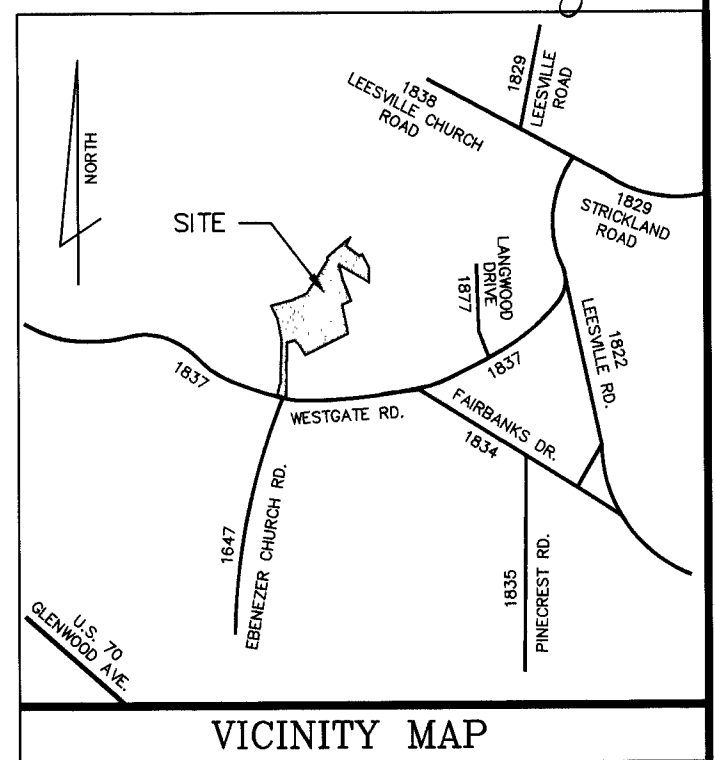 1829
LEESVILLE
ROAD
1838
LEESVILLE CHURCH
ROAD
NORTH
1829
STRICKLAND
ROAD
SITE
LANGWOOD
DRIVE
1877
1822
LEESVILLE RD.
1837
1837
WESTGATE RD.
FAIRBANKS DR.
1834
1647
EBENEZER CHURCH RD.
1835
PINECREST RD.
U.S. 70
GLENWOOD AVE.
VICINITY MAP